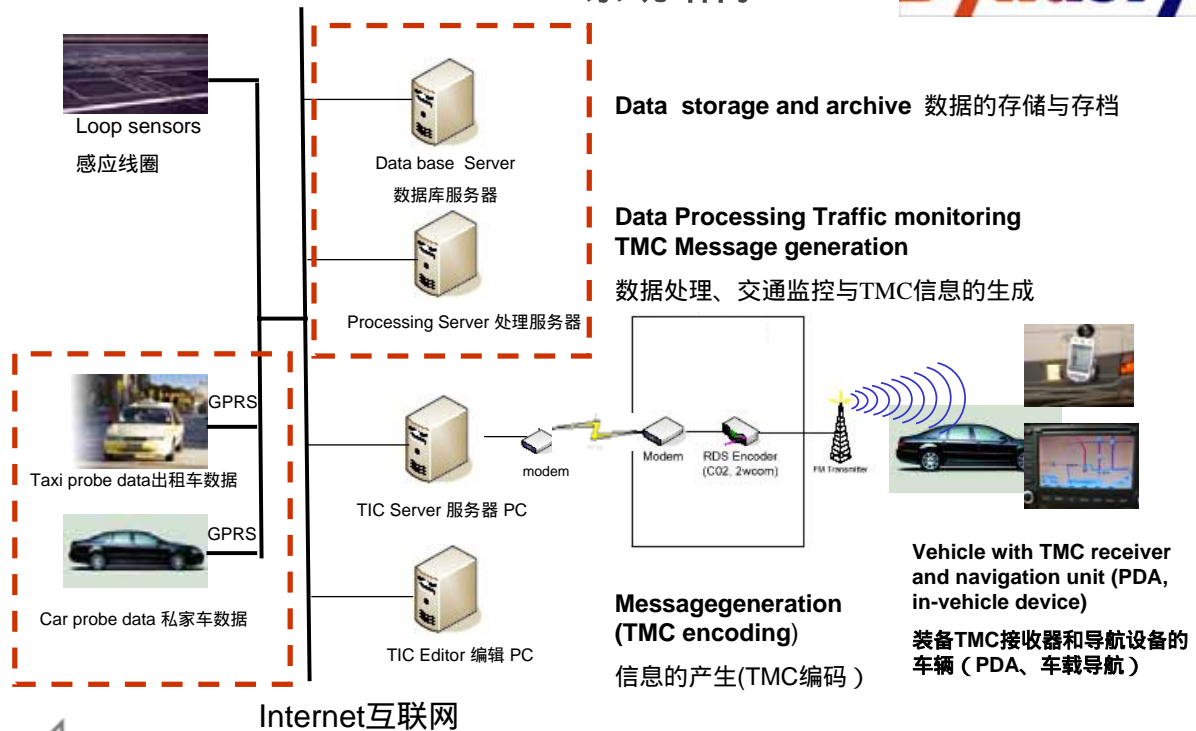 Loop sensors
感应线圈
Data base Server
数据库服务器
Processing Server 处理服务器
Data storage and archive 数据的存储与存档
Data Processing Traffic monitoring
TMC Message generation
数据处理、交通监控与TMC信息的生成
GPRS
Taxi probe data出租车数据
GPRS
Car probe data 私家车数据
TIC Server 服务器 PC
modem
Modem
RDS Encoder
(C02, 2wcom)
FM Transmitter
TIC Editor 编辑 PC
Messagegeneration
(TMC encoding)
信息的产生(TMC编码）
Vehicle with TMC receiver
and navigation unit (PDA,
in-vehicle device)
装备TMC接收器和导航设备的
车辆（PDA、车载导航）
Internet互联网